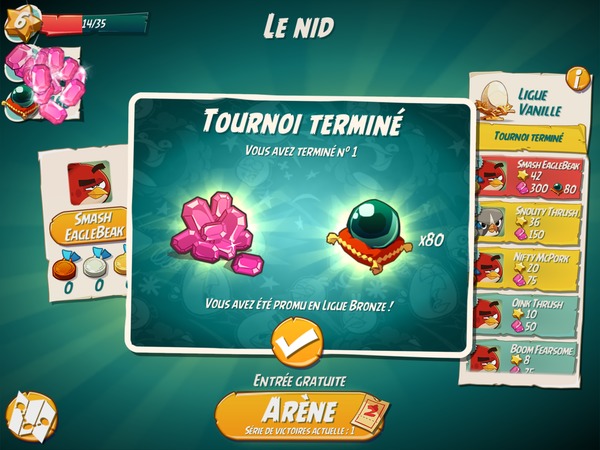 6
14/35
LE NID
TOURNOI TERMINÉ
VOUS AVEZ TERMINÉ N° 1
X80
VOUS AVEZ ÉTÉ PROMU EN LIGUE BRONZE !
SMASH
EAGLEBEAK
0 0
i
LIGUE
VANILLE
TOURNOI TERMINÉ
SMASH EAGLEBEAK
42
300 80
SNOUTY THRUSH
36
150
NIFTY MCPORK
20
75
OINK THRUSH
10
50
BOOM FEARSOME
8
ENTRÉE GRATUITE
ARÈNE
2
SÉRIE DE VICTOIRES ACTUELLE : 1